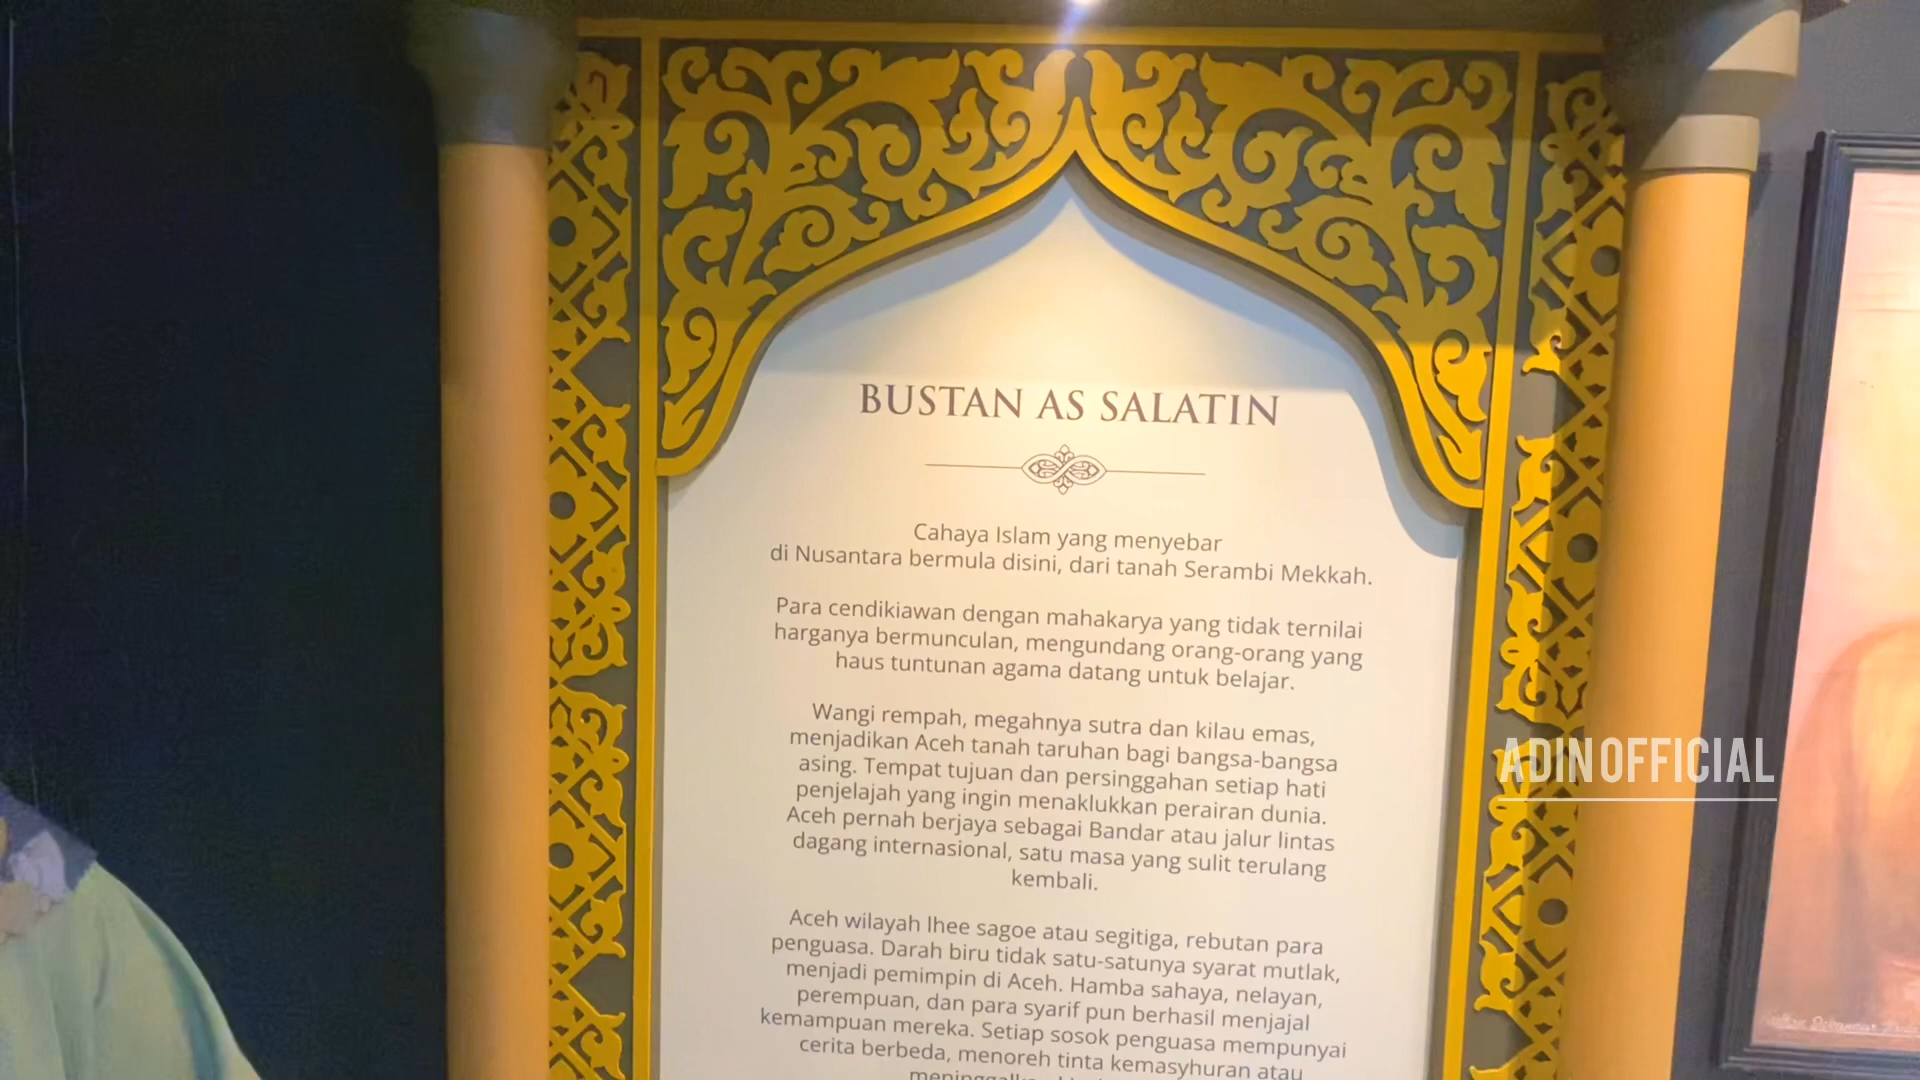 BUSTAN AS SALATIN
Cahaya Islam yang menyebar
di Nusantara bermula disini, dari tanah Serambi Mekkah.
Para cendikiawan dengan mahakarya yang tidak ternilai
harganya bermunculan, mengundang orang-orang yang
haus tuntunan agama datang untuk belajar.
Wangi rempah, megahnya sutra dan kilau emas,
menjadikan Aceh tanah taruhan bagi bangsa-bangsa
asing. Tempat tujuan dan persinggahan setiap hati
penjelajah yang ingin menaklukkan perairan dunia.
Aceh pernah berjaya sebagai Bandar atau jalur lintas
dagang internasional, satu masa yang sulit terulang
kembali.
Aceh wilayah lhee sagoe atau segitiga, rebutan para
penguasa. Darah biru tidak satu-satunya syarat mutlak,
menjadi pemimpin di Aceh. Hamba sahaya, nelayan,
perempuan, dan para syarif pun berhasil menjajal
kemampuan mereka. Setiap sosok penguasa mempunyai
cerita berbeda, menoreh tinta kemasyhuran atau
ADINOFFICIAL